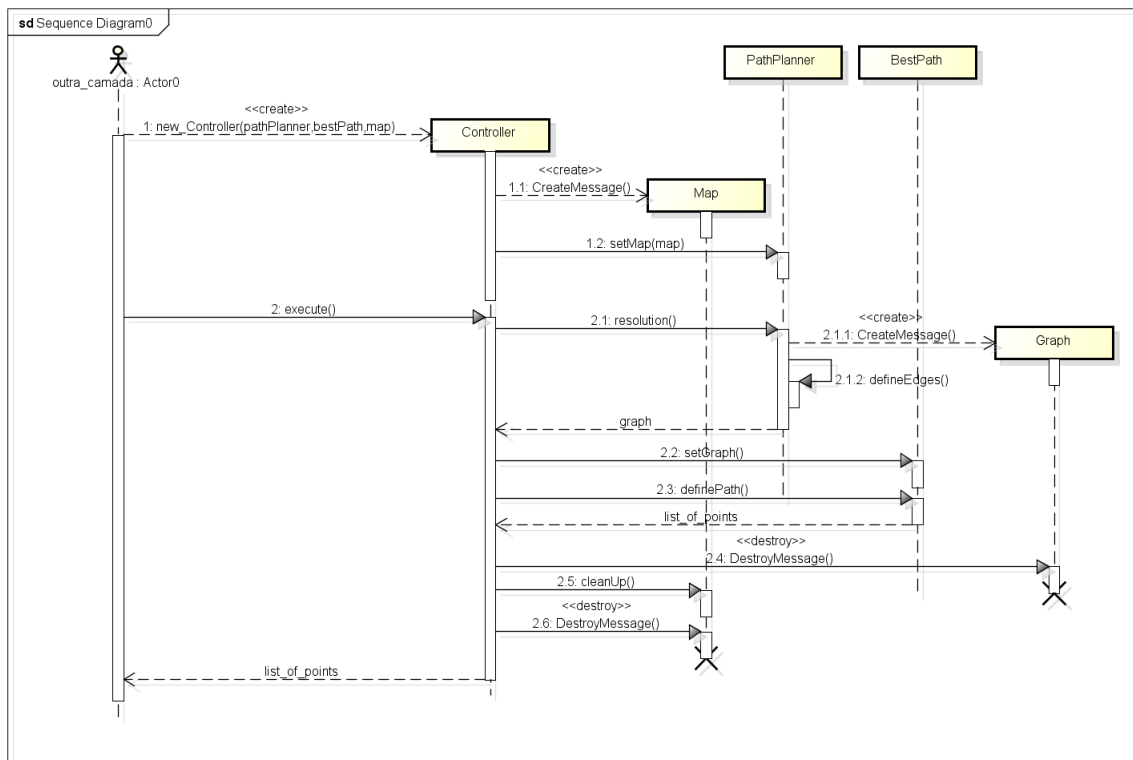 sd Sequence Diagram0
outra_camada : Actor0
PathPlanner
BestPath
<<create>>
1: new_Controller(pathPlanner,bestPath,map)
Controller
<<create>>
1.1: CreateMessage()
Map
1.2: setMap(map)
2: execute()
2.1: resolution()
<<create>>
2.1.1: CreateMessage()
Graph
2.1.2: defineEdges()
graph
2.2: setGraph()
2.3: definePath()
list_of_points
<<destroy>>
2.4: DestroyMessage()
2.5: cleanUp()
<<destroy>>
2.6: DestroyMessage()
list_of_points